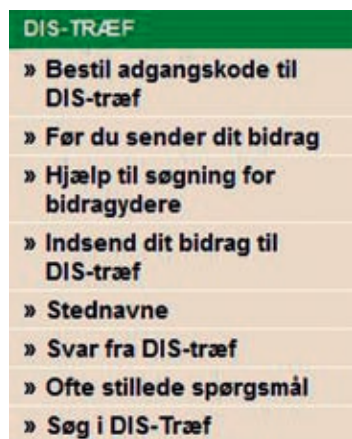 DIS-TRÆF
» Bestil adgangskode til
DIS-træf
» Før du sender dit bidrag
» Hjælp til søgning for
bidragydere
» Indsend dit bidrag til
DIS-træf
» Stednavne
» Svar fra DIS-træf
» Ofte stillede spørgsmål
» Søg i DIS-Træf